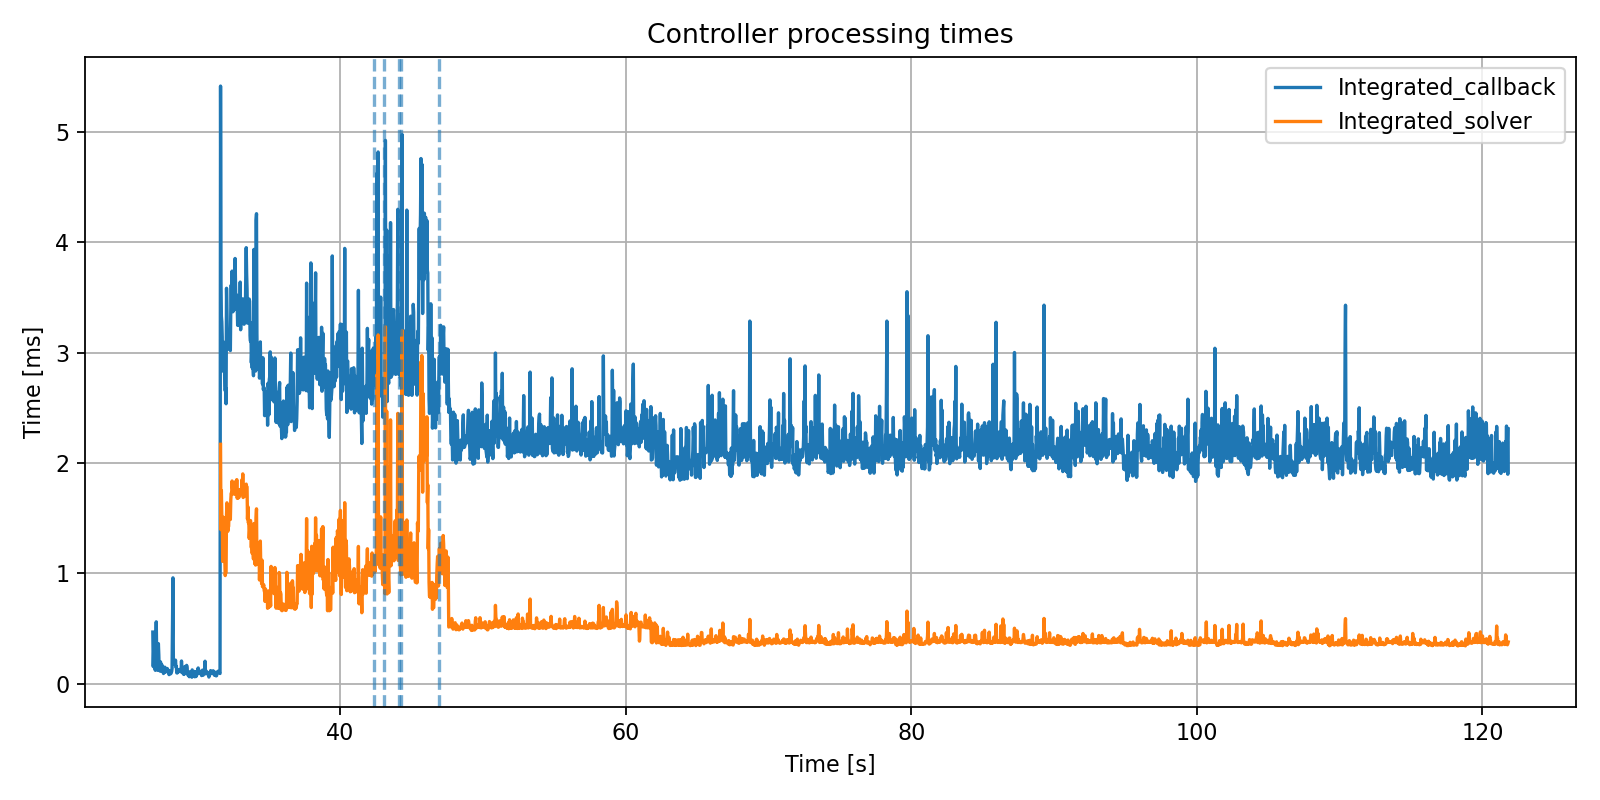 Controller processing times
Integrated_callback
Integrated_solver
Time [ms]
5
4
3
2
1
0
40
60
80
100
120
Time [s]